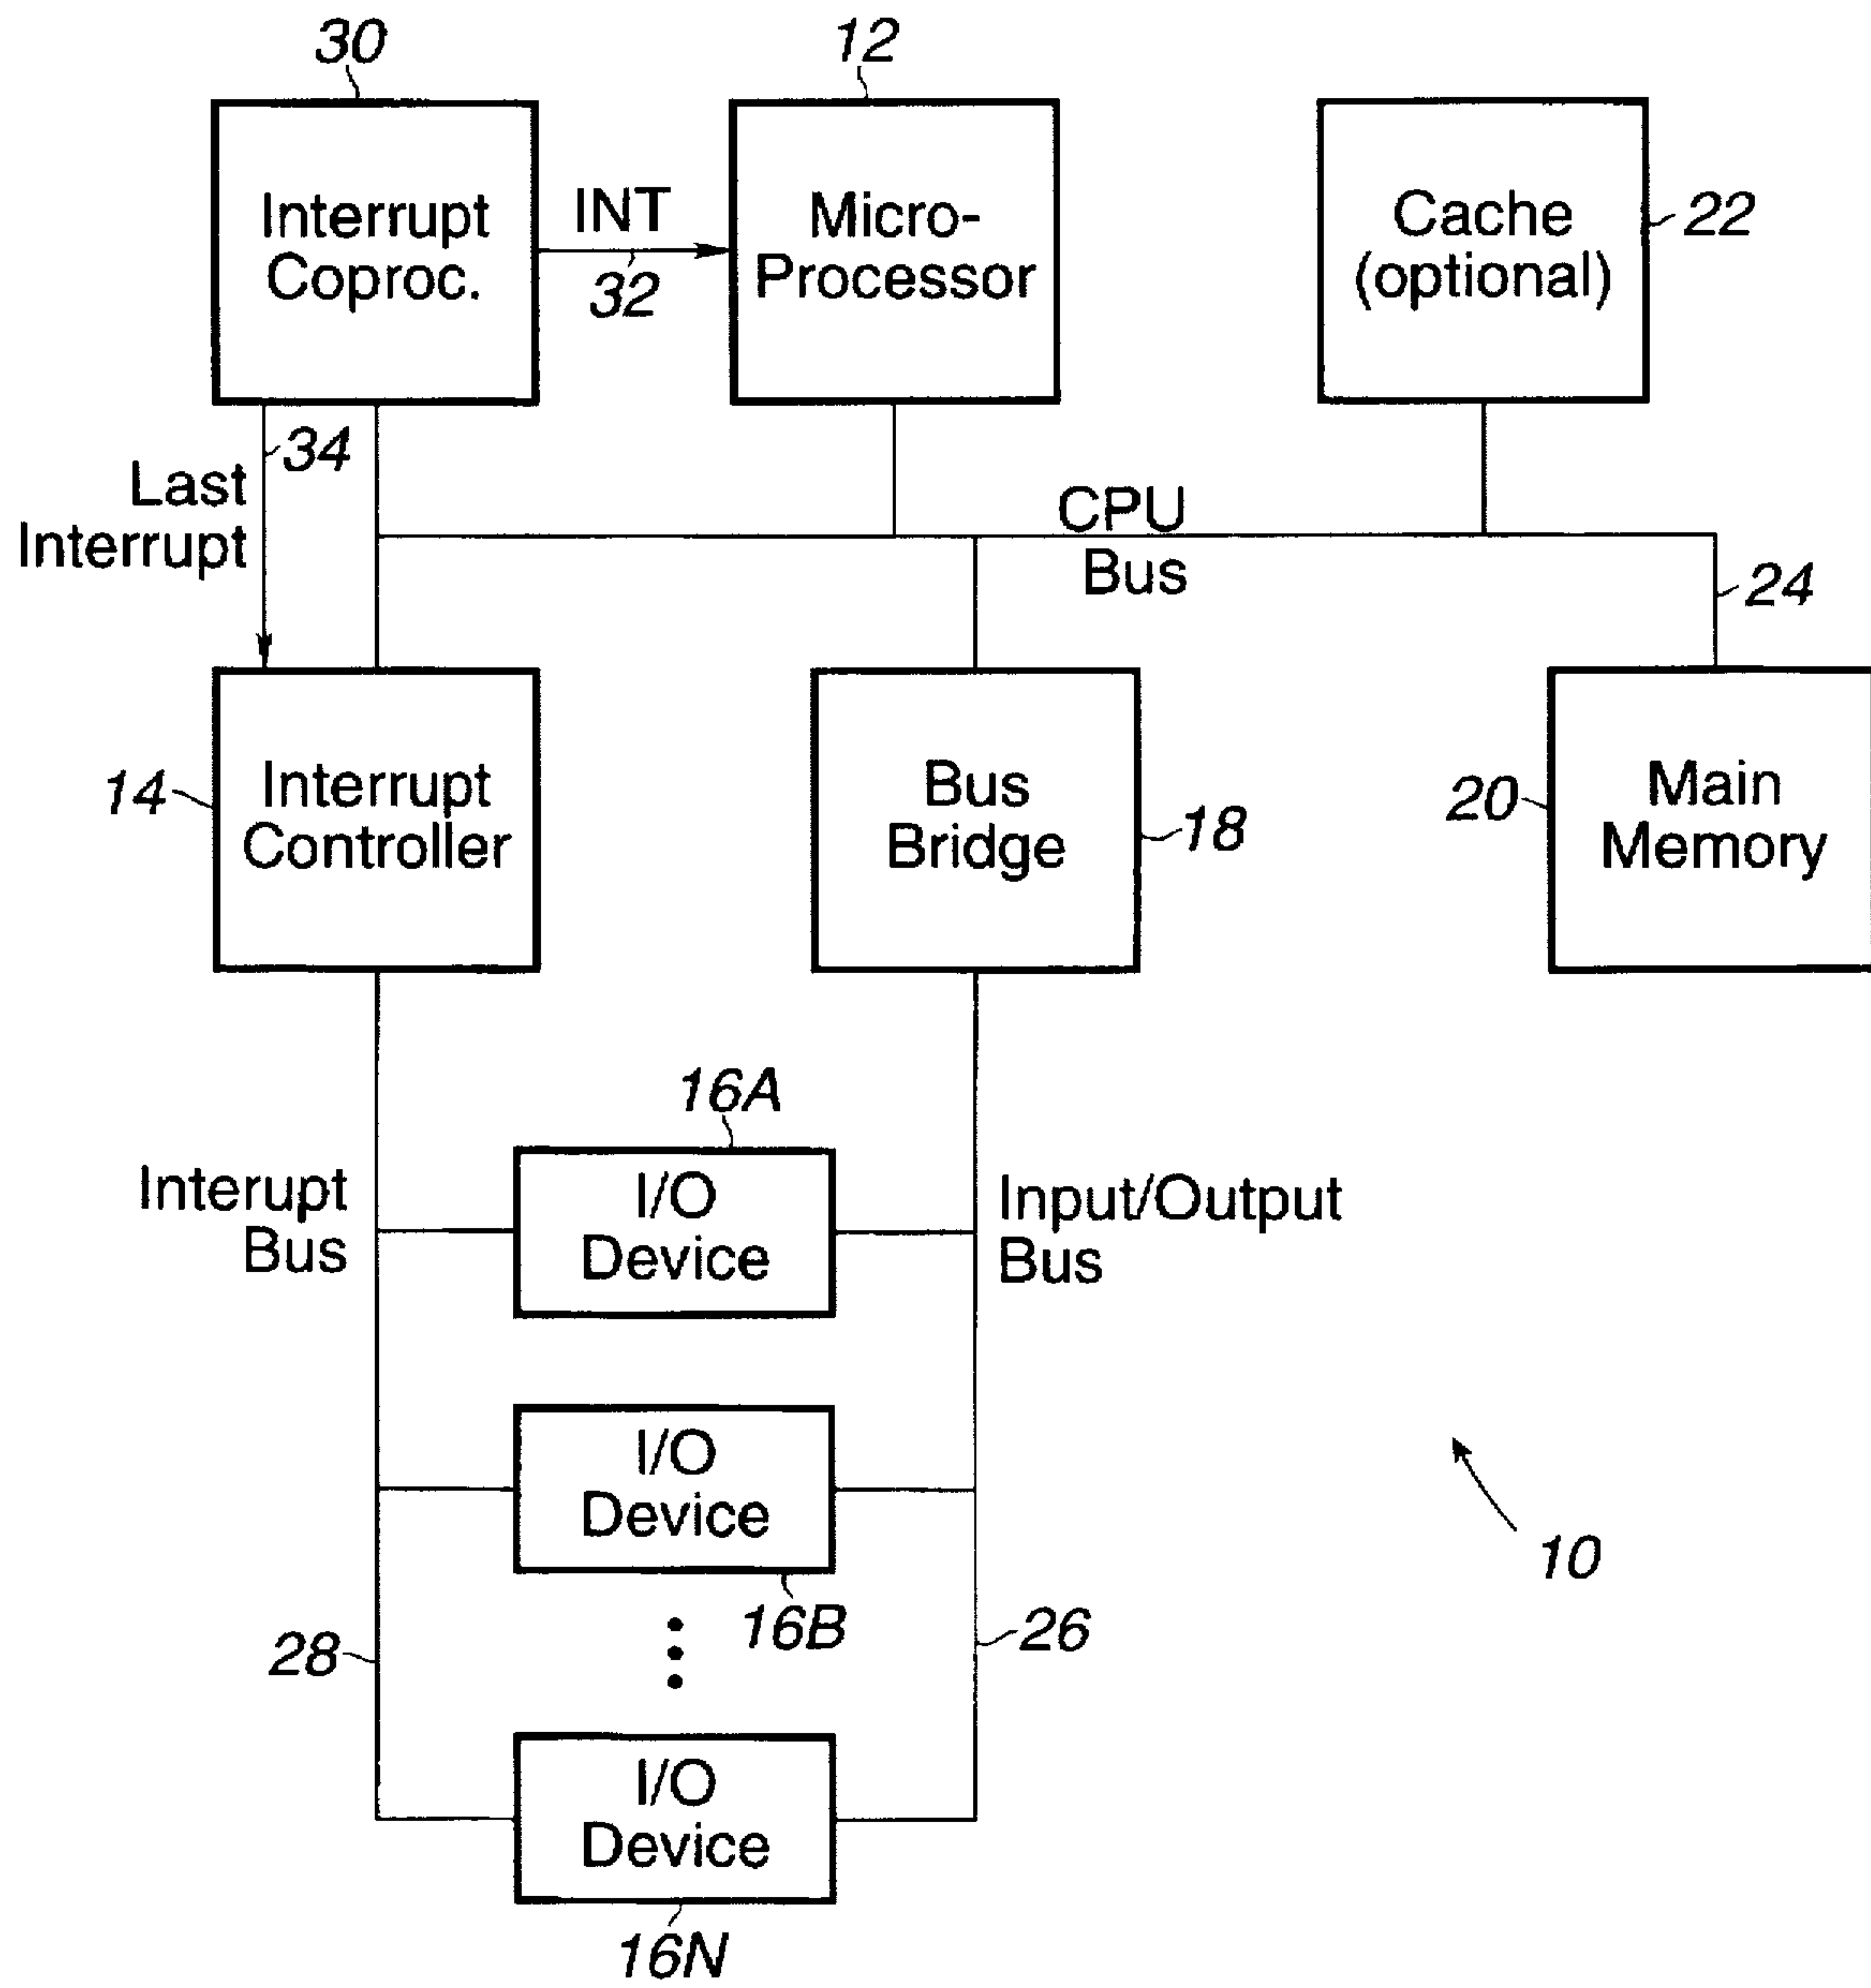 30
12
Interrupt
Coproc.
INT
32
Micro-
Processor
Cache
(optional)
22
34
Last
Interrupt
CPU
Bus
24
14
Interrupt
Controller
Bus
Bridge
18
20
Main
Memory
16A
Interupt
Bus
I/O
Device
Input/Output
Bus
I/O
Device
16B
28
26
10
I/O
Device
16N